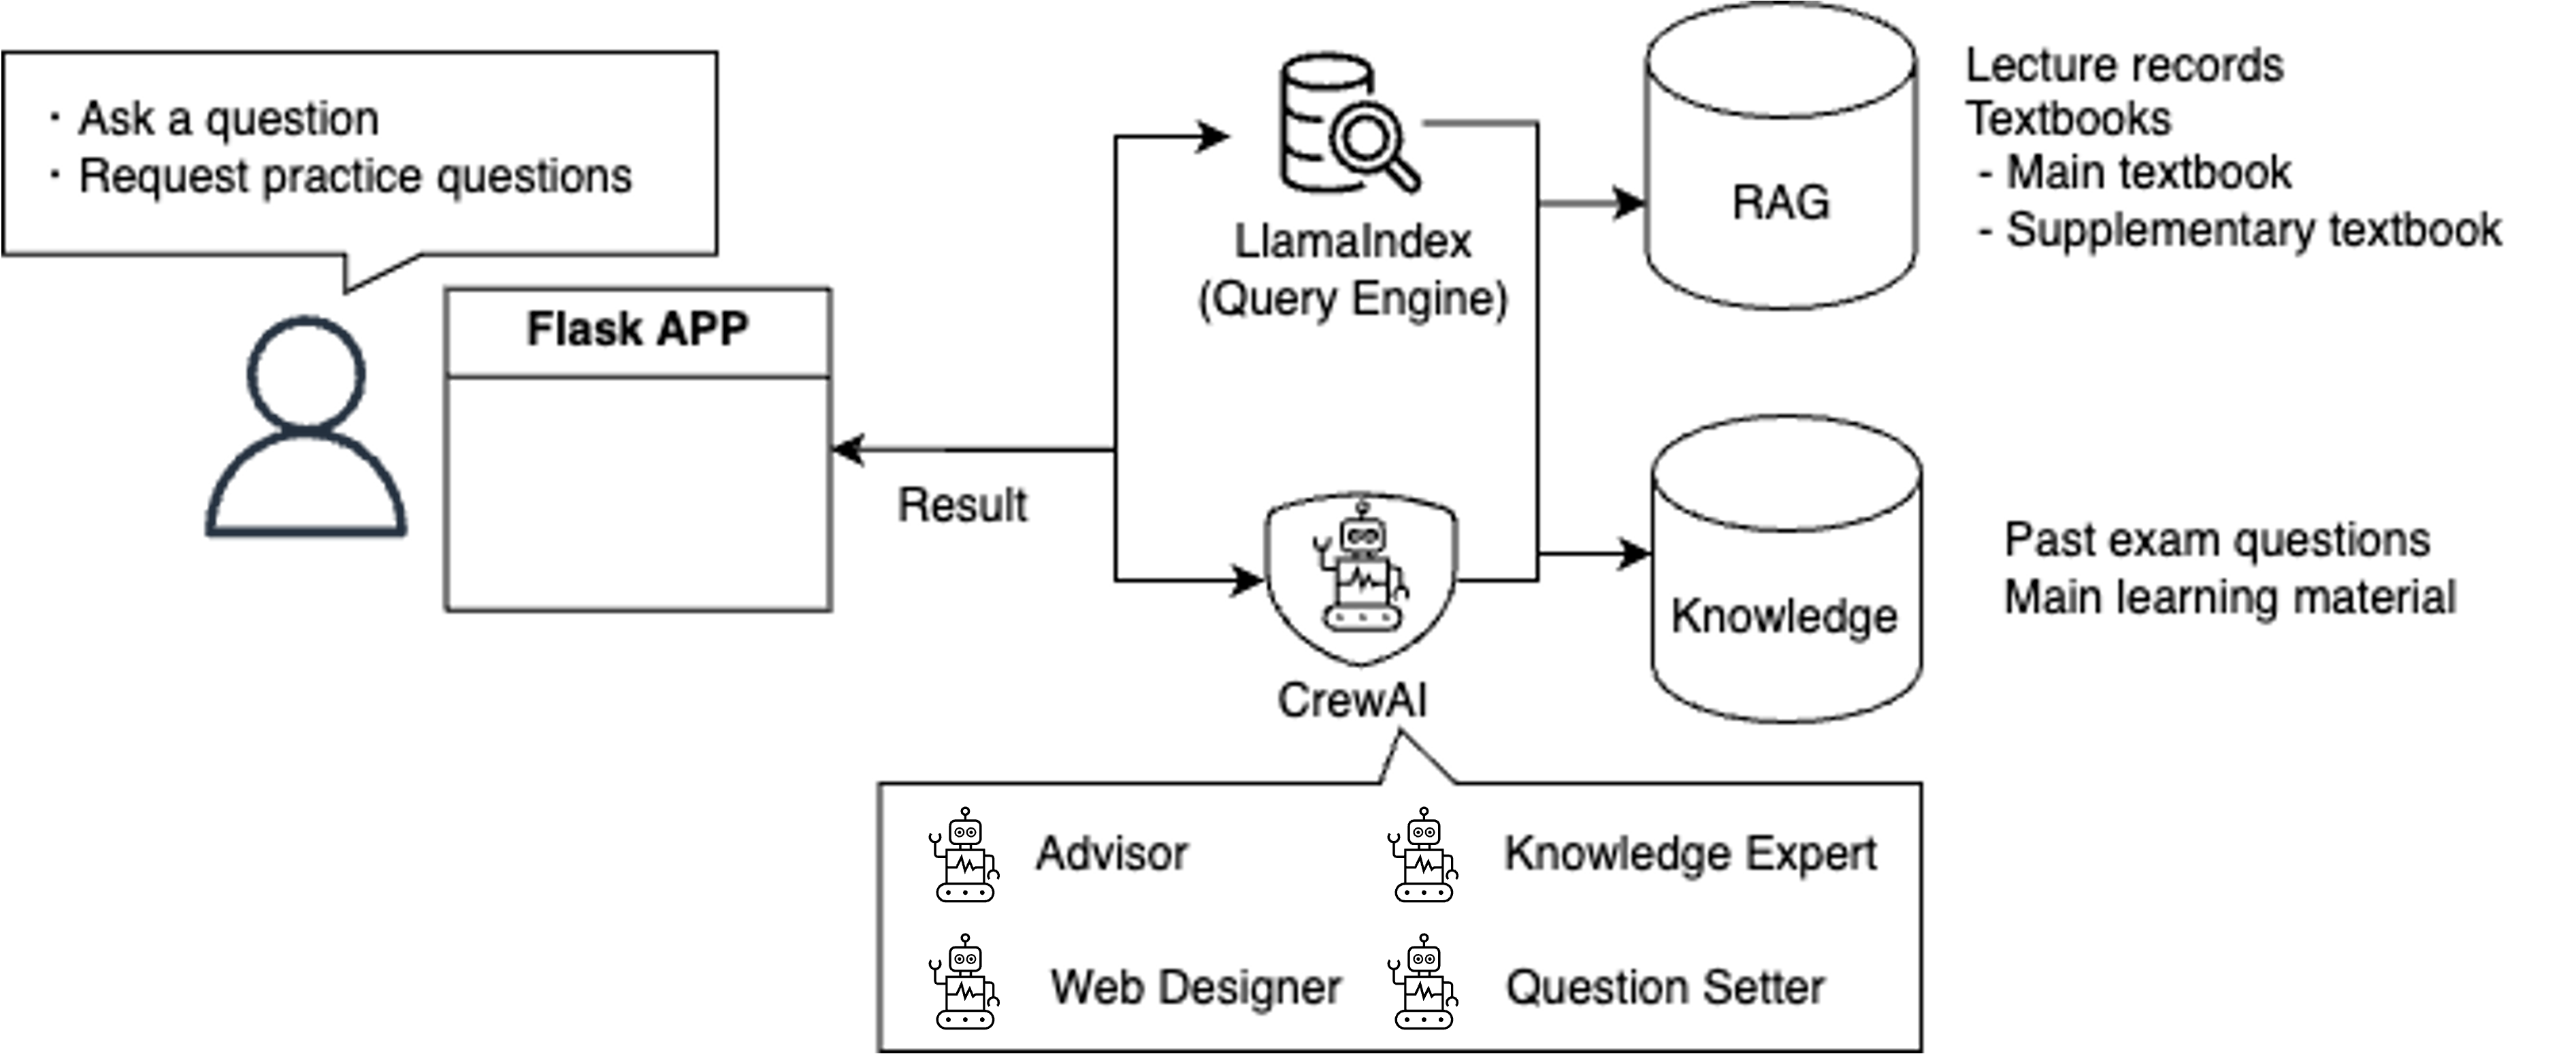 · Ask a question
· Request practice questions
Flask APP
Result
LlamaIndex
(Query Engine)
CrewAI
RAG
Lecture records
Textbooks
- Main textbook
- Supplementary textbook
Knowledge
Past exam questions
Main learning material
Advisor
Knowledge Expert
Web Designer
Question Setter